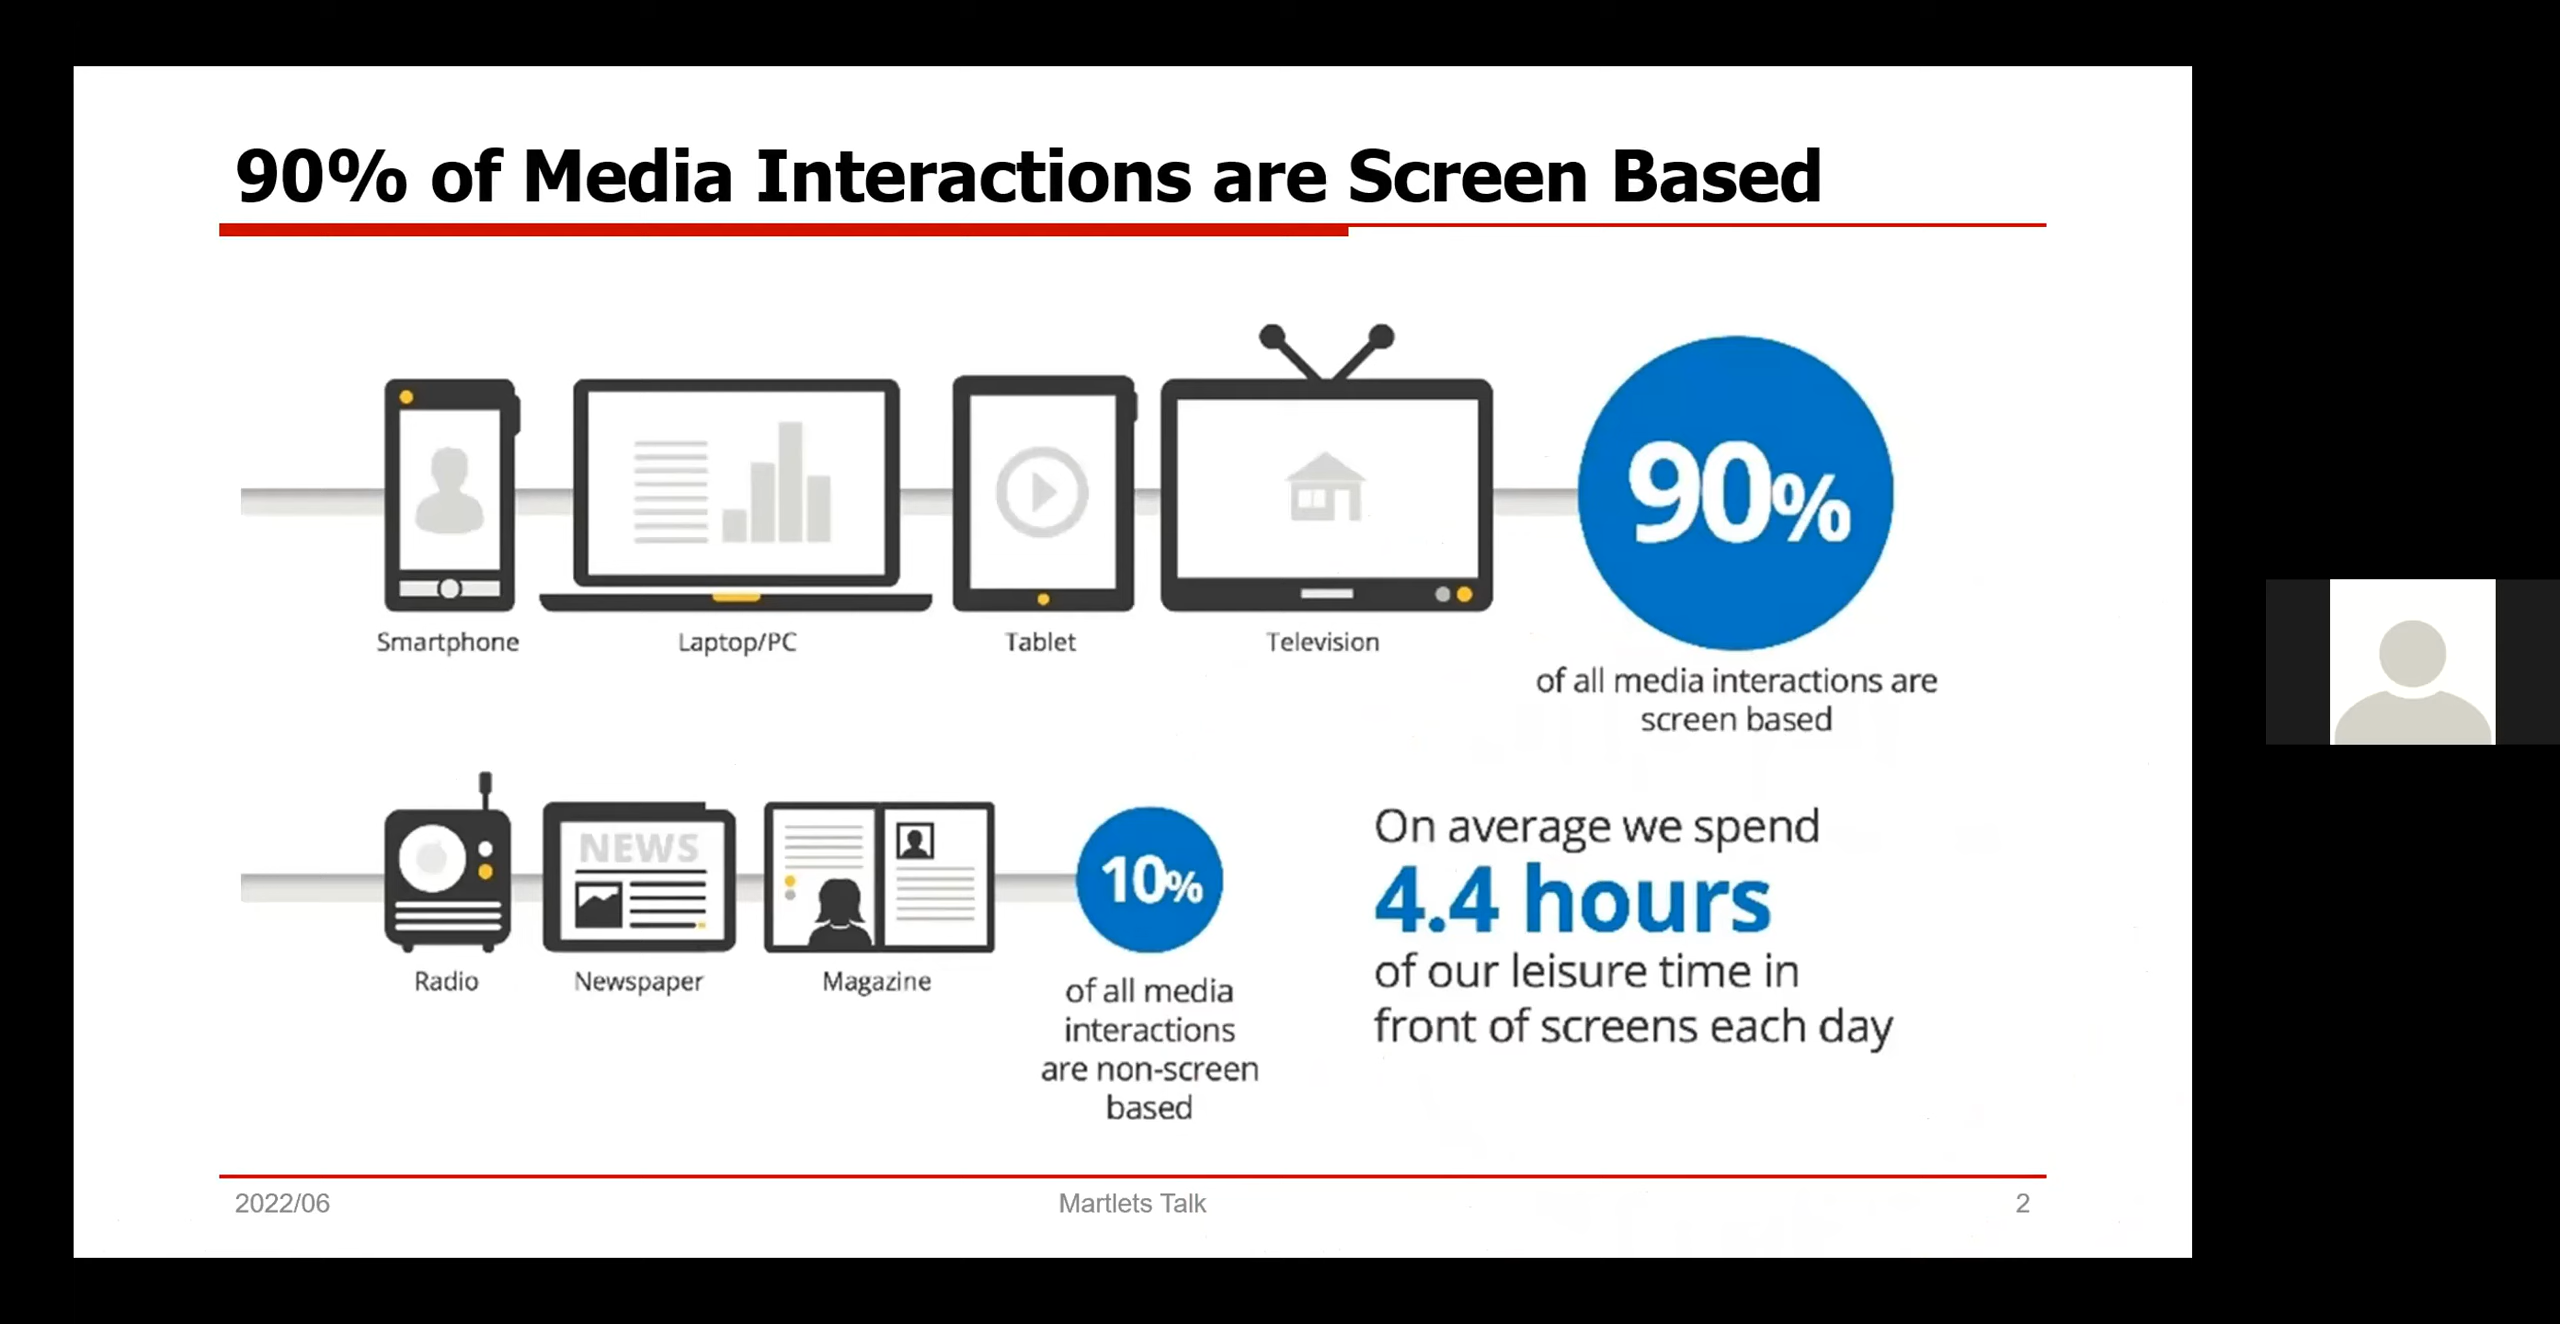 90% of Media Interactions are Screen Based
Smartphone
Laptop/PC
Tablet
Television
90%
of all media interactions are
screen based
NEWS
Radio
Newspaper
Magazine
10%
of all media
interactions
are non-screen
based
On average we spend
4.4 hours
of our leisure time in
front of screens each day
2022/06
Martlets Talk
2